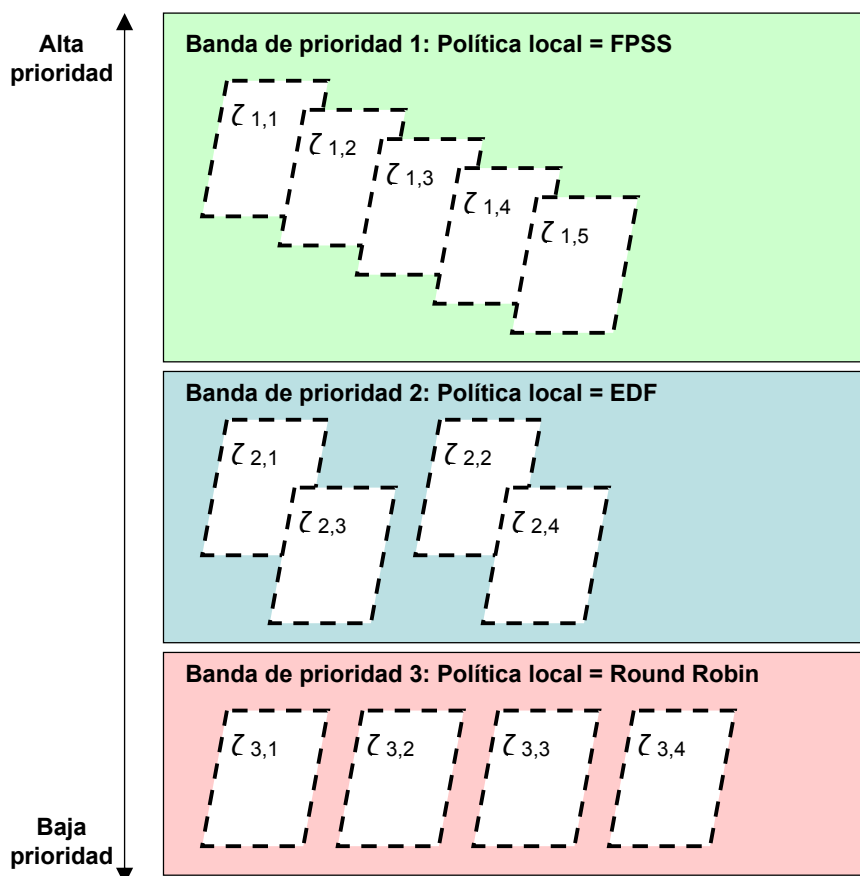 Alta
prioridad
Banda de prioridad 1: Política local = FPSS
ζ 1,1
ζ 1,2
ζ 1,3
ζ 1,4
ζ 1,5
Banda de prioridad 2: Política local = EDF
ζ 2,1
ζ 2,2
ζ 2,3
ζ 2,4
Banda de prioridad 3: Política local = Round Robin
ζ 3,1
ζ 3,2
ζ 3,3
ζ 3,4
Baja
prioridad